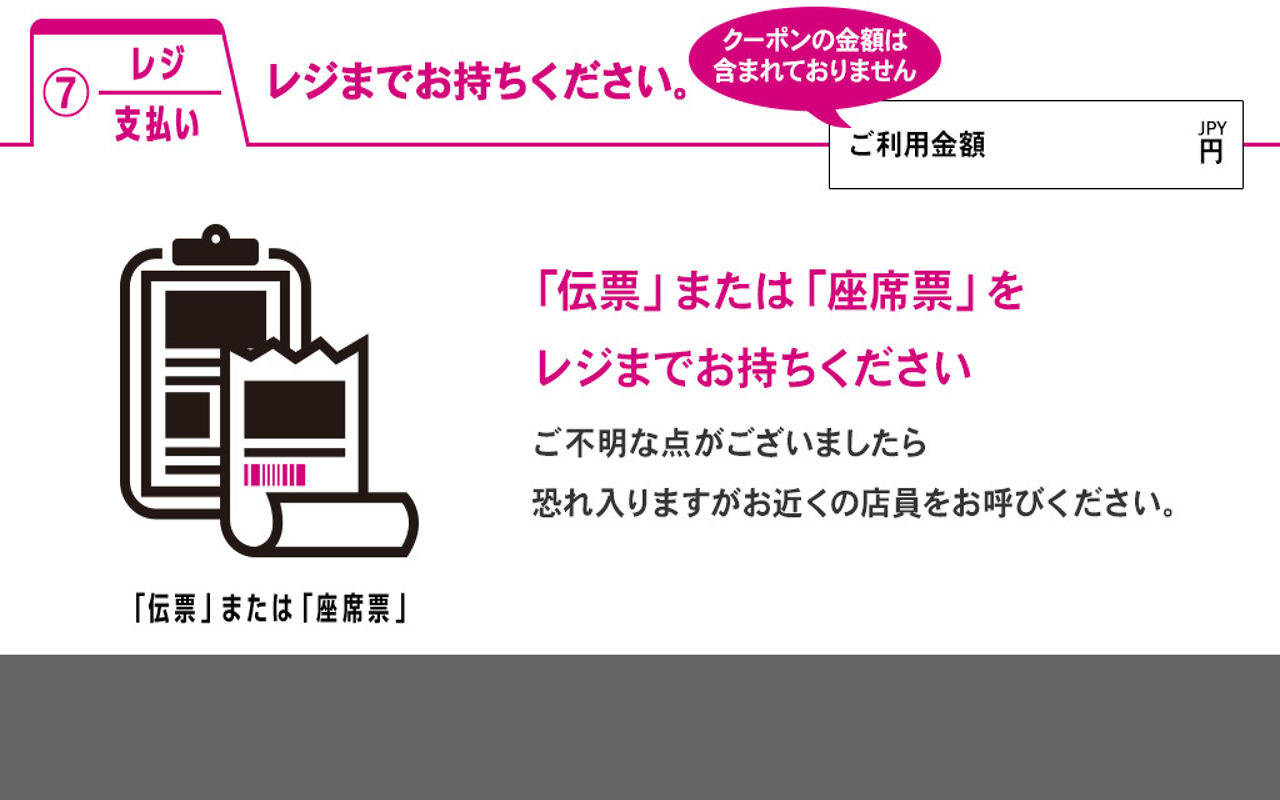 ⑦
レジ
支払い
レジまでお持ちください。
クーポンの金額は
含まれておりません
ご利用金額
JPY
円
「伝票」または「座席票」を
レジまでお持ちください
ご不明な点がございましたら
恐れ入りますがお近くの店員をお呼びください。
「伝票」または「座席票」